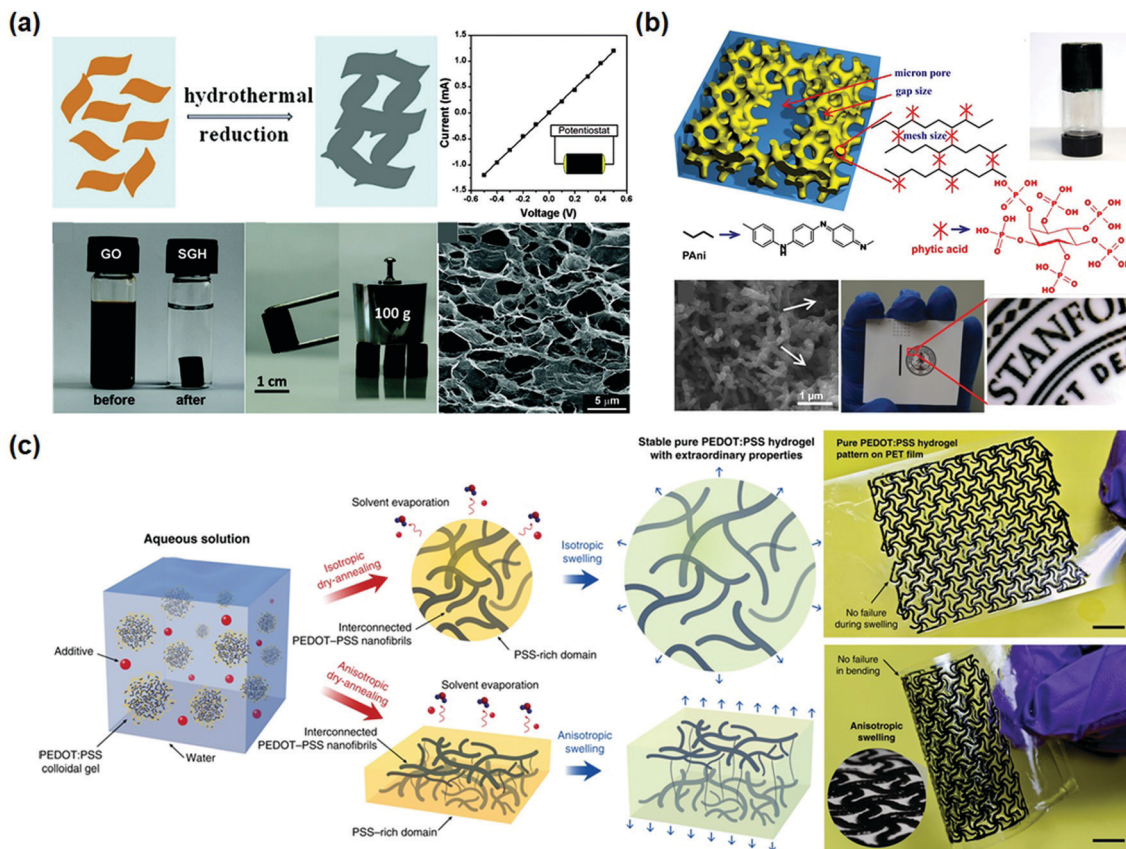 (a)
hydrothermal
reduction
Current (mA)
1.5
1.0
0.5
0.0
-0.5
-1.0
-1.5
Potentiostat
-0.6 -0.4 -0.2 0.0 0.2 0.4 0.6
Voltage (V)
GO
SGH
before
after
1 cm
100 g
5 μm
(b)
micron pore
gap size
mesh size
PAni
N
H
N
H
N
N
phytic acid
1 μm
STANFO
ET DE
(c)
Aqueous solution
Additive
PEDOT:PSS
colloidal gel
Water
Solvent evaporation
Isotropic
dry-annealing
Interconnected
PEDOT–PSS nanofibrils
PSS-rich domain
Isotropic
swelling
Stable pure PEDOT:PSS hydrogel
with extraordinary properties
Anisotropic
dry-annealing
Solvent evaporation
Interconnected
PEDOT–PSS nanofibrils
PSS–rich domain
Anisotropic
swelling
Pure PEDOT:PSS hydrogel
pattern on PET film
No failure
during swelling
No failure
in bending
Anisotropic
swelling